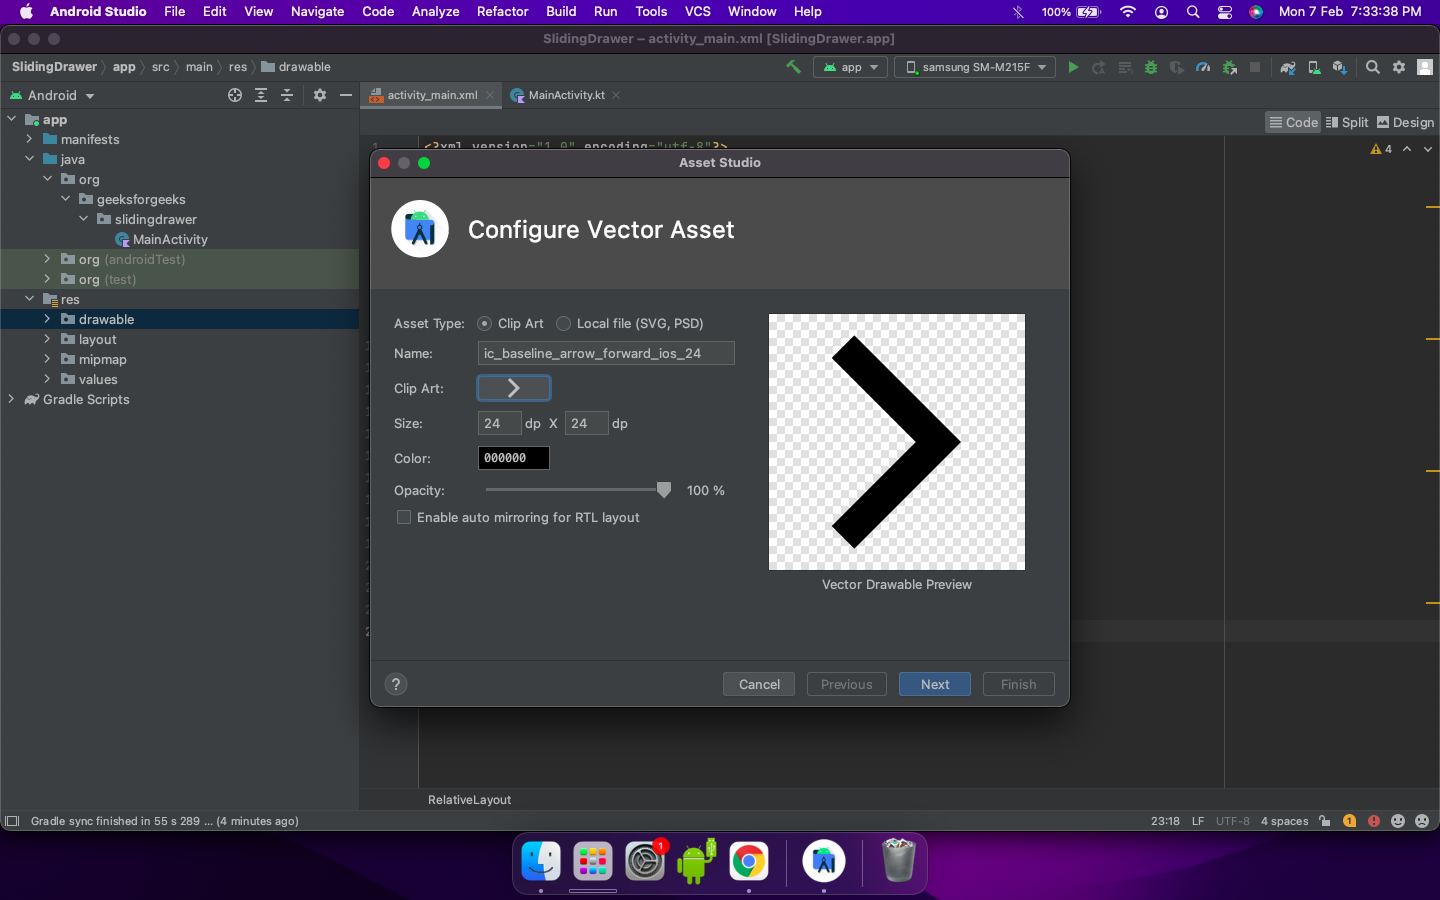 Android Studio File Edit View Navigate Code Analyze Refactor Build Run Tools VCS Window Help 100% Mon 7 Feb 7:33:38 PM
SlidingDrawer – activity_main.xml [SlidingDrawer.app]
SlidingDrawer app src main res drawable app samsung SM-M215F
Android activity_main.xml MainActivity.kt
Code Split Design
app
manifests
java
org
geeksforgeeks
slidingdrawer
MainActivity
org (androidTest)
org (test)
res
drawable
layout
mipmap
values
Gradle Scripts
1 <?xml version="1.0" encoding="utf-8"?>
4
Asset Studio
Configure Vector Asset
Asset Type: Clip Art Local file (SVG, PSD)
Name: ic_baseline_arrow_forward_ios_24
Clip Art:
Size: 24 dp X 24 dp
Color: 000000
Opacity: 100 %
Enable auto mirroring for RTL layout
Vector Drawable Preview
? Cancel Previous Next Finish
RelativeLayout
Gradle sync finished in 55 s 289 ... (4 minutes ago) 23:18 LF UTF-8 4 spaces 1
1